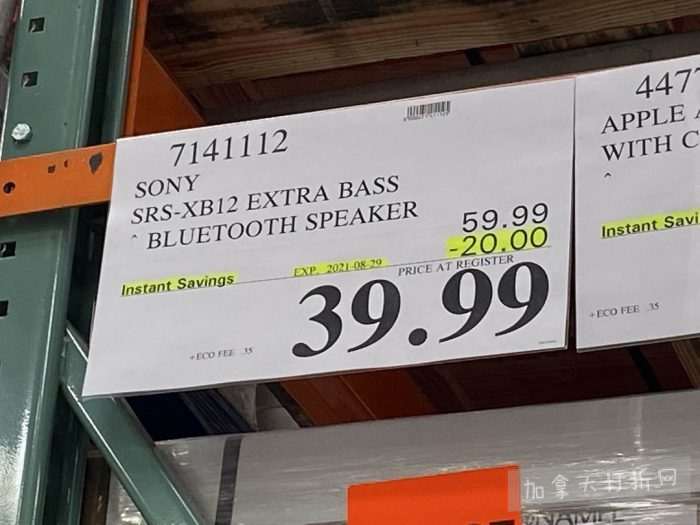 7141112
SONY
SRS-XB12 EXTRA BASS
^ BLUETOOTH SPEAKER
59.99
-20.00
Instant Savings
EXP. 2021-08-29
PRICE AT REGISTER
39.99
+ECO FEE .35
447
APPLE
WITH C
^
Instant Savi
+ECO FEE .35
加拿大打折网